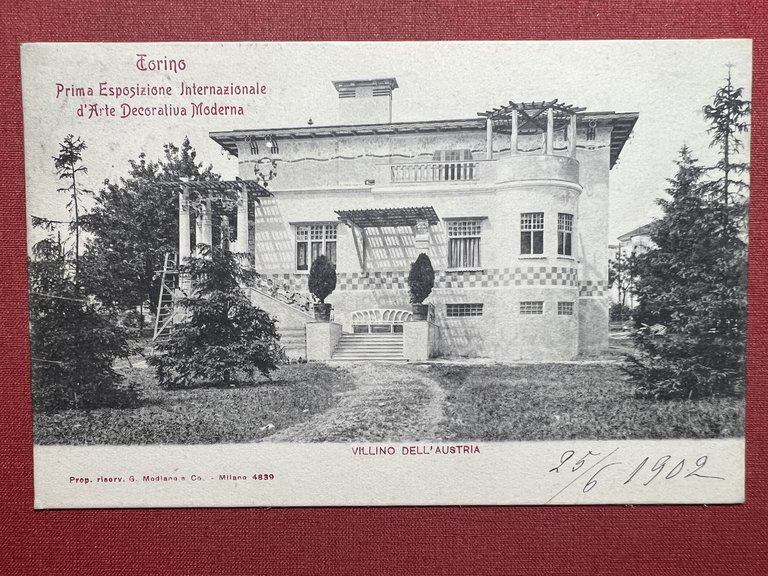 Torino
Prima Esposizione Internazionale
d'Arte Decorativa Moderna
VILLINO DELL'AUSTRIA
Prop. riserv. G. Modiano e Co. - Milano 4839
25/6 1902